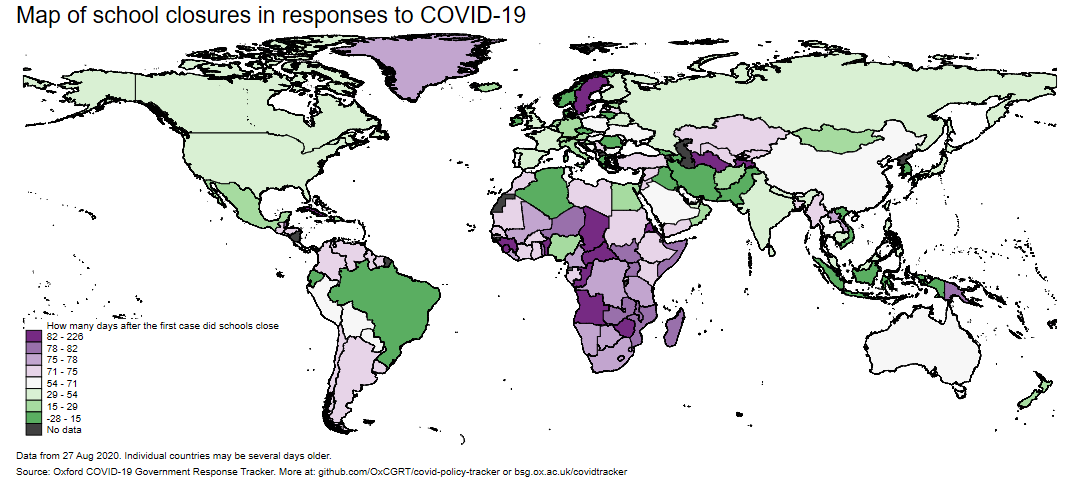 Map of school closures in responses to COVID-19
How many days after the first case did schools close
82 - 226
78 - 82
75 - 78
71 - 75
54 - 71
29 - 54
15 - 29
-28 - 15
No data
Data from 27 Aug 2020. Individual countries may be several days older.
Source: Oxford COVID-19 Government Response Tracker. More at: github.com/OxCGRT/covid-policy-tracker or bsg.ox.ac.uk/covidtracker